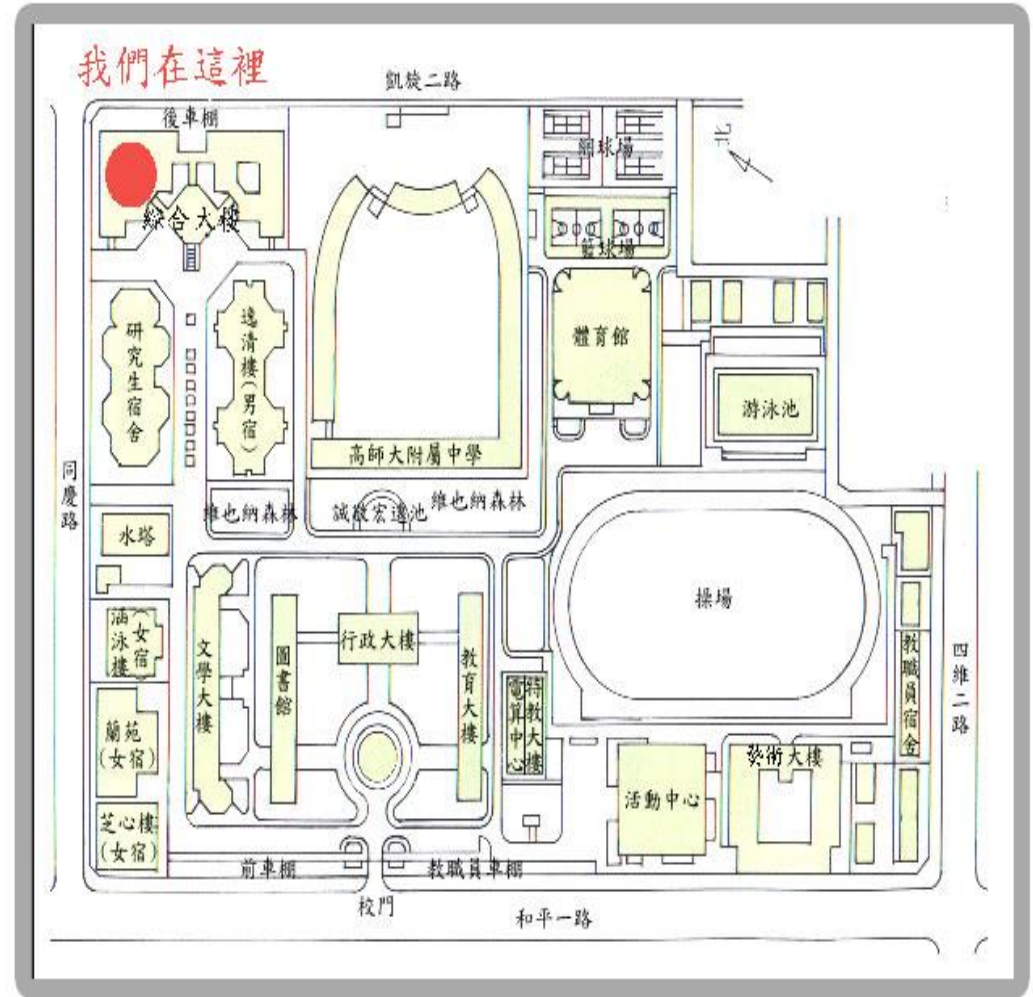 我們在這裡
凱旋二路
後車棚
北
網球場
綜合大樓
籃球場
研究生宿舍
逸清樓(男宿)
體育館
游泳池
高師大附屬中學
同慶路
維也納森林
誠敬宏遠池
維也納森林
水塔
操場
涵泳樓(女宿)
文學大樓
圖書館
行政大樓
教育大樓
特教大樓
電算中心
教職員宿舍
四維二路
蘭苑
(女宿)
藝術大樓
活動中心
芝心樓
(女宿)
前車棚
教職員車棚
校門
和平一路